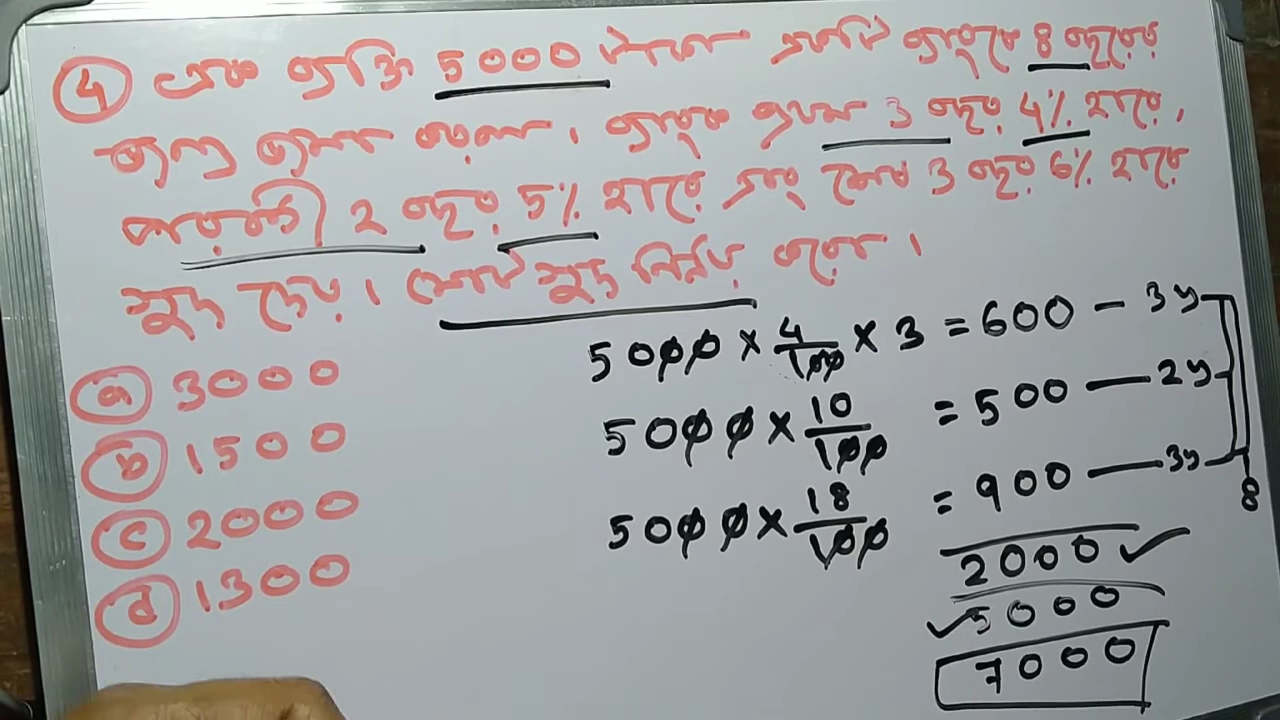 4 এক ব্যক্তি 5000 টাকা একটি ব্যাংকে 8 বছরের
জন্য জমা করল। ব্যাংক প্রথম 3 বছর 4% হারে,
পরবর্তী 2 বছর 5% হারে এবং শেষ 3 বছর 6% হারে
সুদ দেয়। মোট সুদ নির্ণয় করো।
a 3000
b 1500
c 2000
d 1300
5000 × 4/100 × 3 = 600 — 3y
5000 × 10/100 = 500 — 2y
5000 × 18/100 = 900 — 3y
8
2000 ✓
✓ 5000
7000